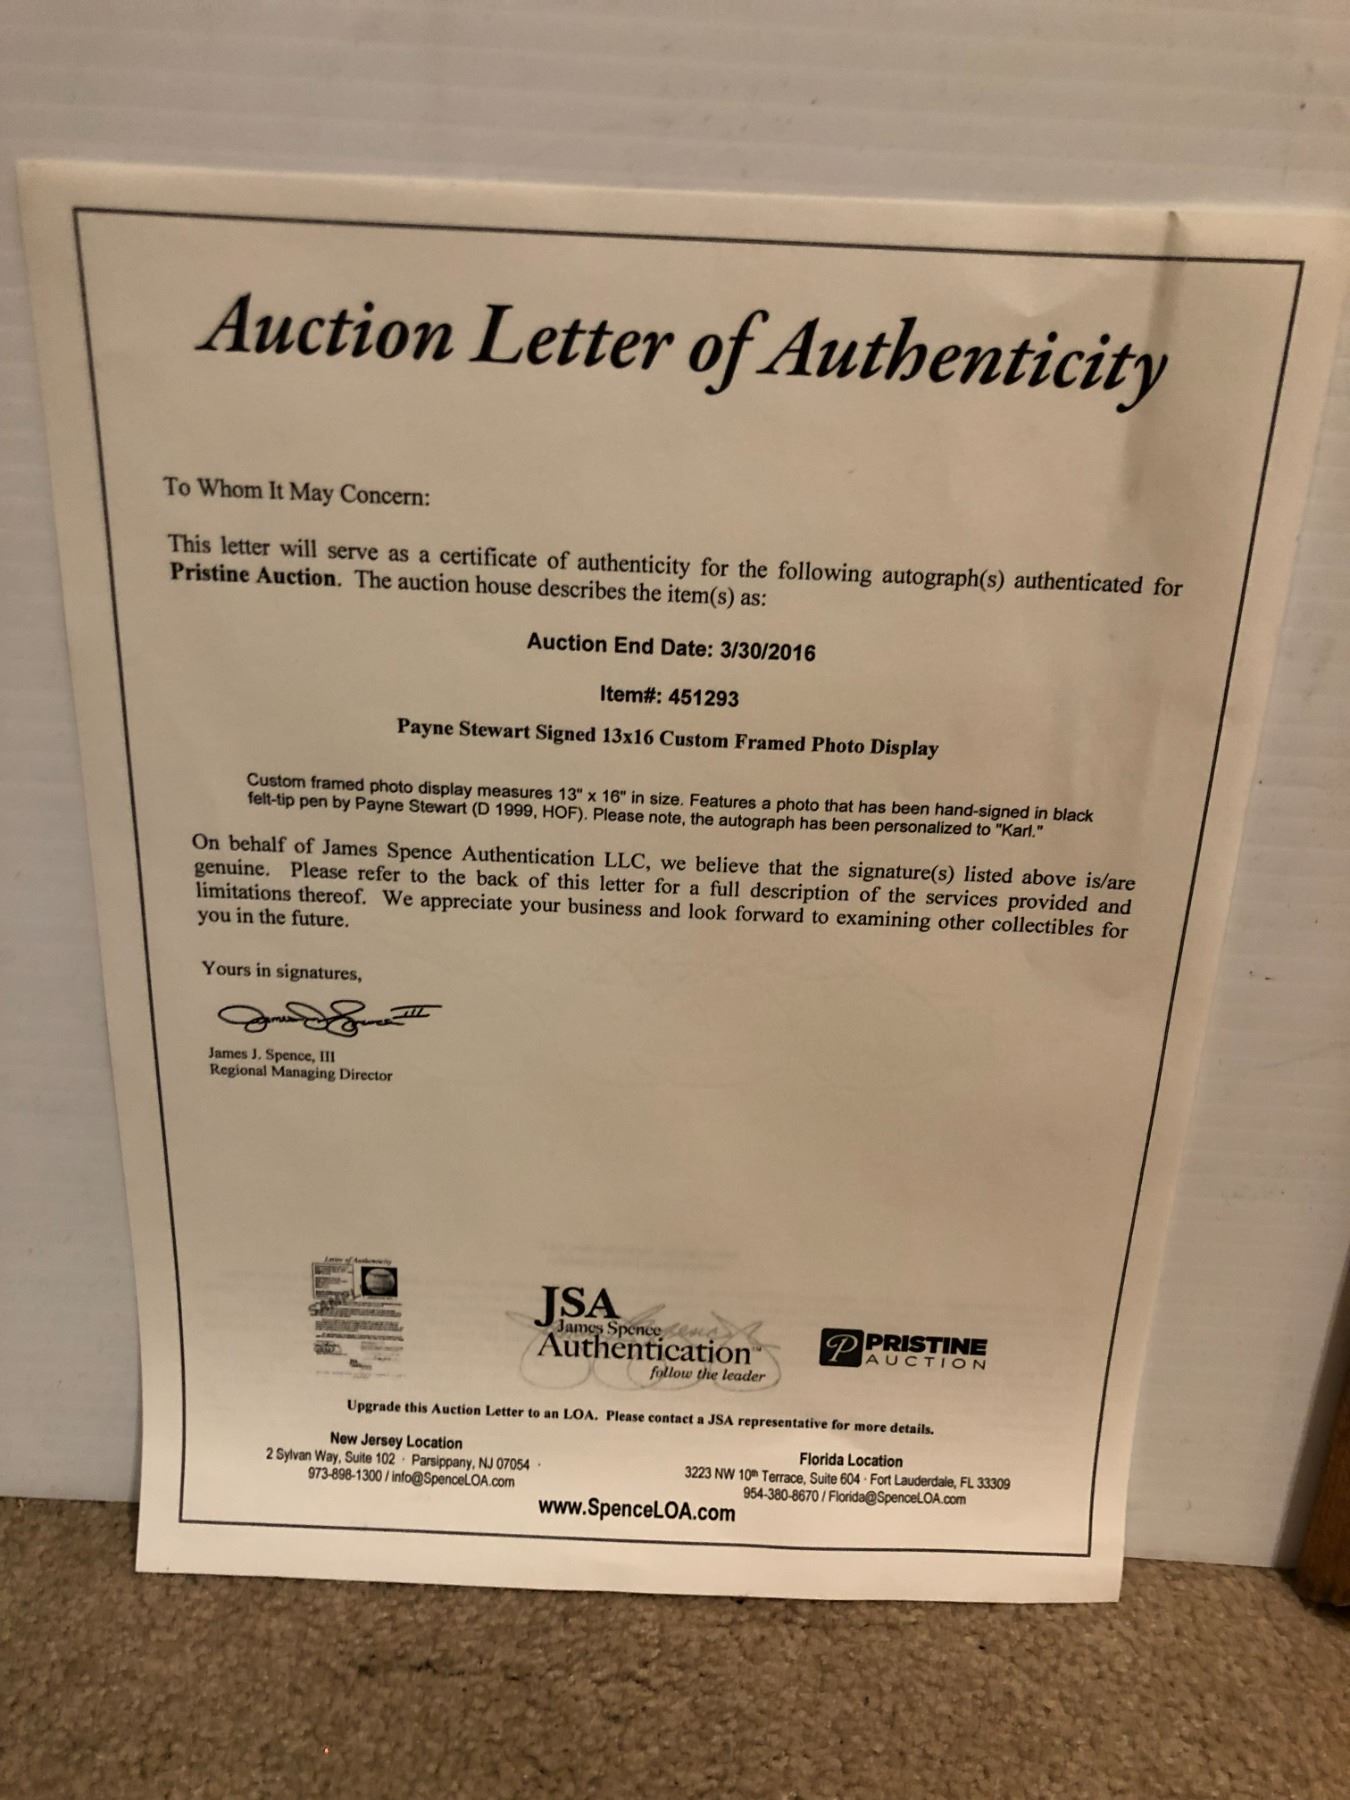 Auction Letter of Authenticity
To Whom It May Concern:
This letter will serve as a certificate of authenticity for the following autograph(s) authenticated for
Pristine Auction. The auction house describes the item(s) as:
Auction End Date: 3/30/2016
Item#: 451293
Payne Stewart Signed 13x16 Custom Framed Photo Display
Custom framed photo display measures 13" x 16" in size. Features a photo that has been hand-signed in black
felt-tip pen by Payne Stewart (D 1999, HOF). Please note, the autograph has been personalized to "Karl."
On behalf of James Spence Authentication LLC, we believe that the signature(s) listed above is/are
genuine. Please refer to the back of this letter for a full description of the services provided and
limitations thereof. We appreciate your business and look forward to examining other collectibles for
you in the future.
Yours in signatures,
James J. Spence III
James J. Spence, III
Regional Managing Director
Letter of Authenticity
JSA
James Spence
Authentication™
follow the leader
P PRISTINE
AUCTION
Upgrade this Auction Letter to an LOA. Please contact a JSA representative for more details.
New Jersey Location
2 Sylvan Way, Suite 102 · Parsippany, NJ 07054 ·
973-898-1300 / info@SpenceLOA.com
Florida Location
3223 NW 10th Terrace, Suite 604 · Fort Lauderdale, FL 33309
954-380-8670 / Florida@SpenceLOA.com
www.SpenceLOA.com